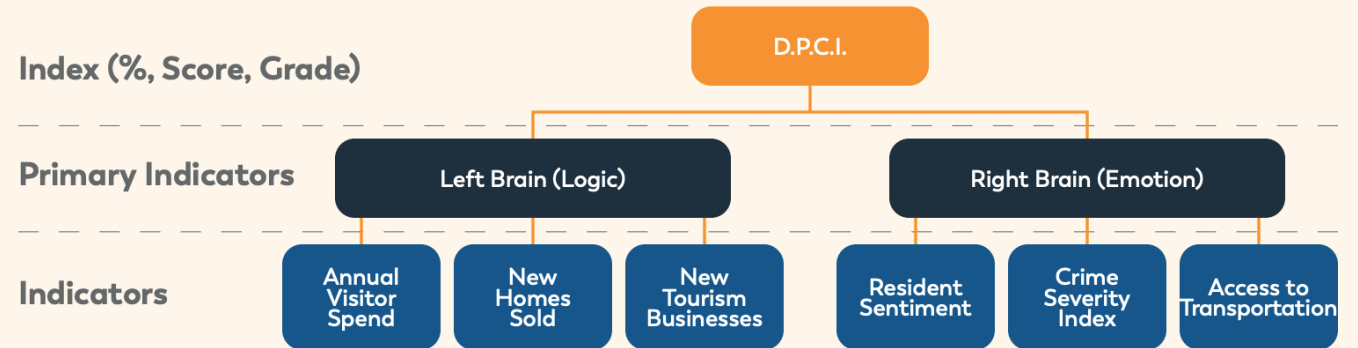 D.P.C.I.
Index (%, Score, Grade)
Primary Indicators
Left Brain (Logic)
Right Brain (Emotion)
Indicators
Annual
Visitor
Spend
New
Homes
Sold
New
Tourism
Businesses
Resident
Sentiment
Crime
Severity
Index
Access to
Transportation